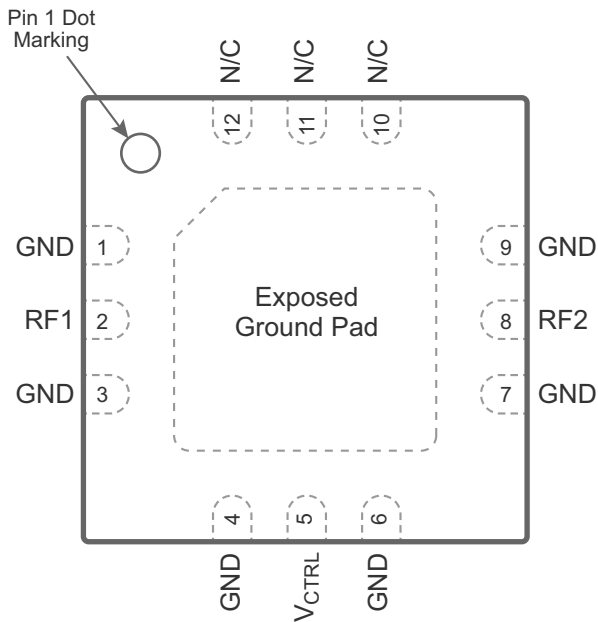 Pin 1 Dot
Marking
N/C
N/C
N/C
12
11
10
GND
1
9
GND
RF1
2
8
RF2
GND
3
7
GND
Exposed
Ground Pad
4
5
6
GND
VCTRL
GND